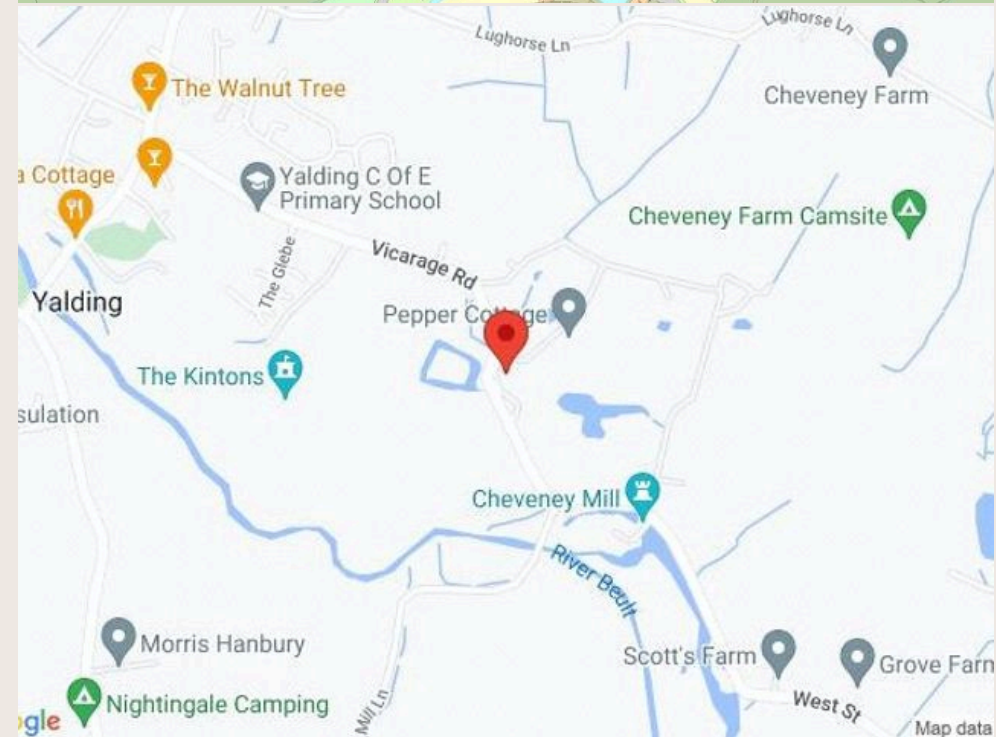 Lughorse Ln
Lughorse Ln
The Walnut Tree
Cheveney Farm
a Cottage
Yalding C Of E
Primary School
Cheveney Farm Camsite
Vicarage Rd
The Glebe
Yalding
Pepper Cottage
The Kintons
sulation
Cheveney Mill
River Beult
Morris Hanbury
Scott's Farm
Grove Farm
Nightingale Camping
Mill Ln
West St
gle
Map data